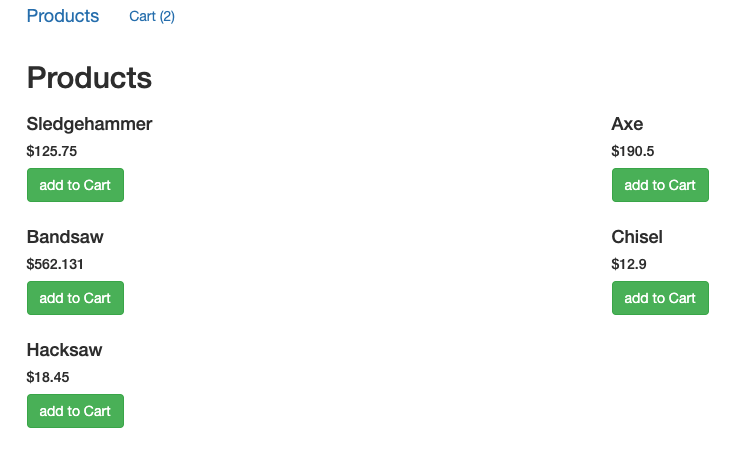 Products Cart (2)
Products
Sledgehammer
$125.75
add to Cart
Axe
$190.5
add to Cart
Bandsaw
$562.131
add to Cart
Chisel
$12.9
add to Cart
Hacksaw
$18.45
add to Cart